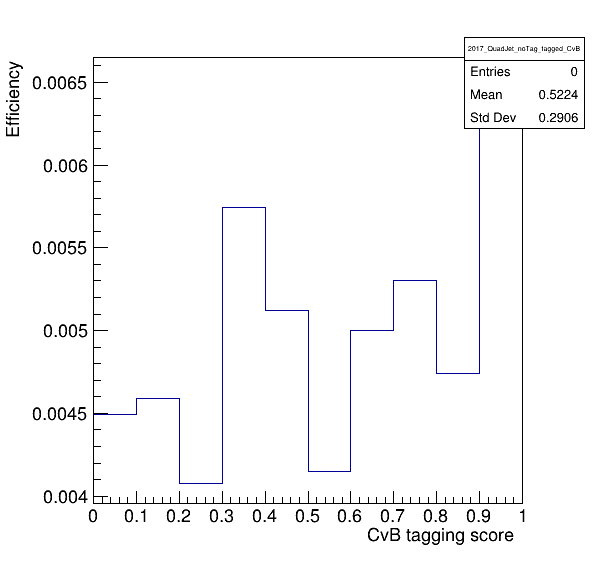 2017_QuadJet_noTag_tagged_CvB
Entries 0
Mean 0.5224
Std Dev 0.2906
Efficiency
0.0065
0.006
0.0055
0.005
0.0045
0.004
0 0.1 0.2 0.3 0.4 0.5 0.6 0.7 0.8 0.9 1
CvB tagging score